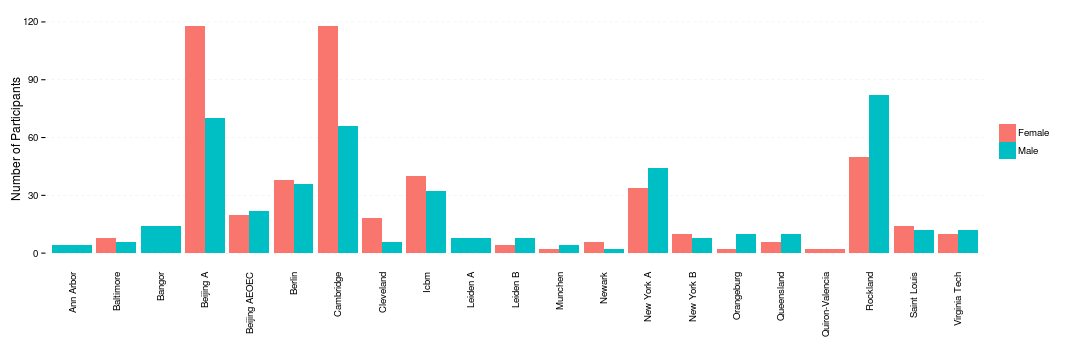 Number of Participants
120
90
60
30
0
Ann Arbor
Baltimore
Bangor
Beijing A
Beijing AEOEC
Berlin
Cambridge
Cleveland
Icbm
Leiden A
Leiden B
Munchen
Newark
New York A
New York B
Orangeburg
Queensland
Quiron-Valencia
Rockland
Saint Louis
Virginia Tech
Female
Male